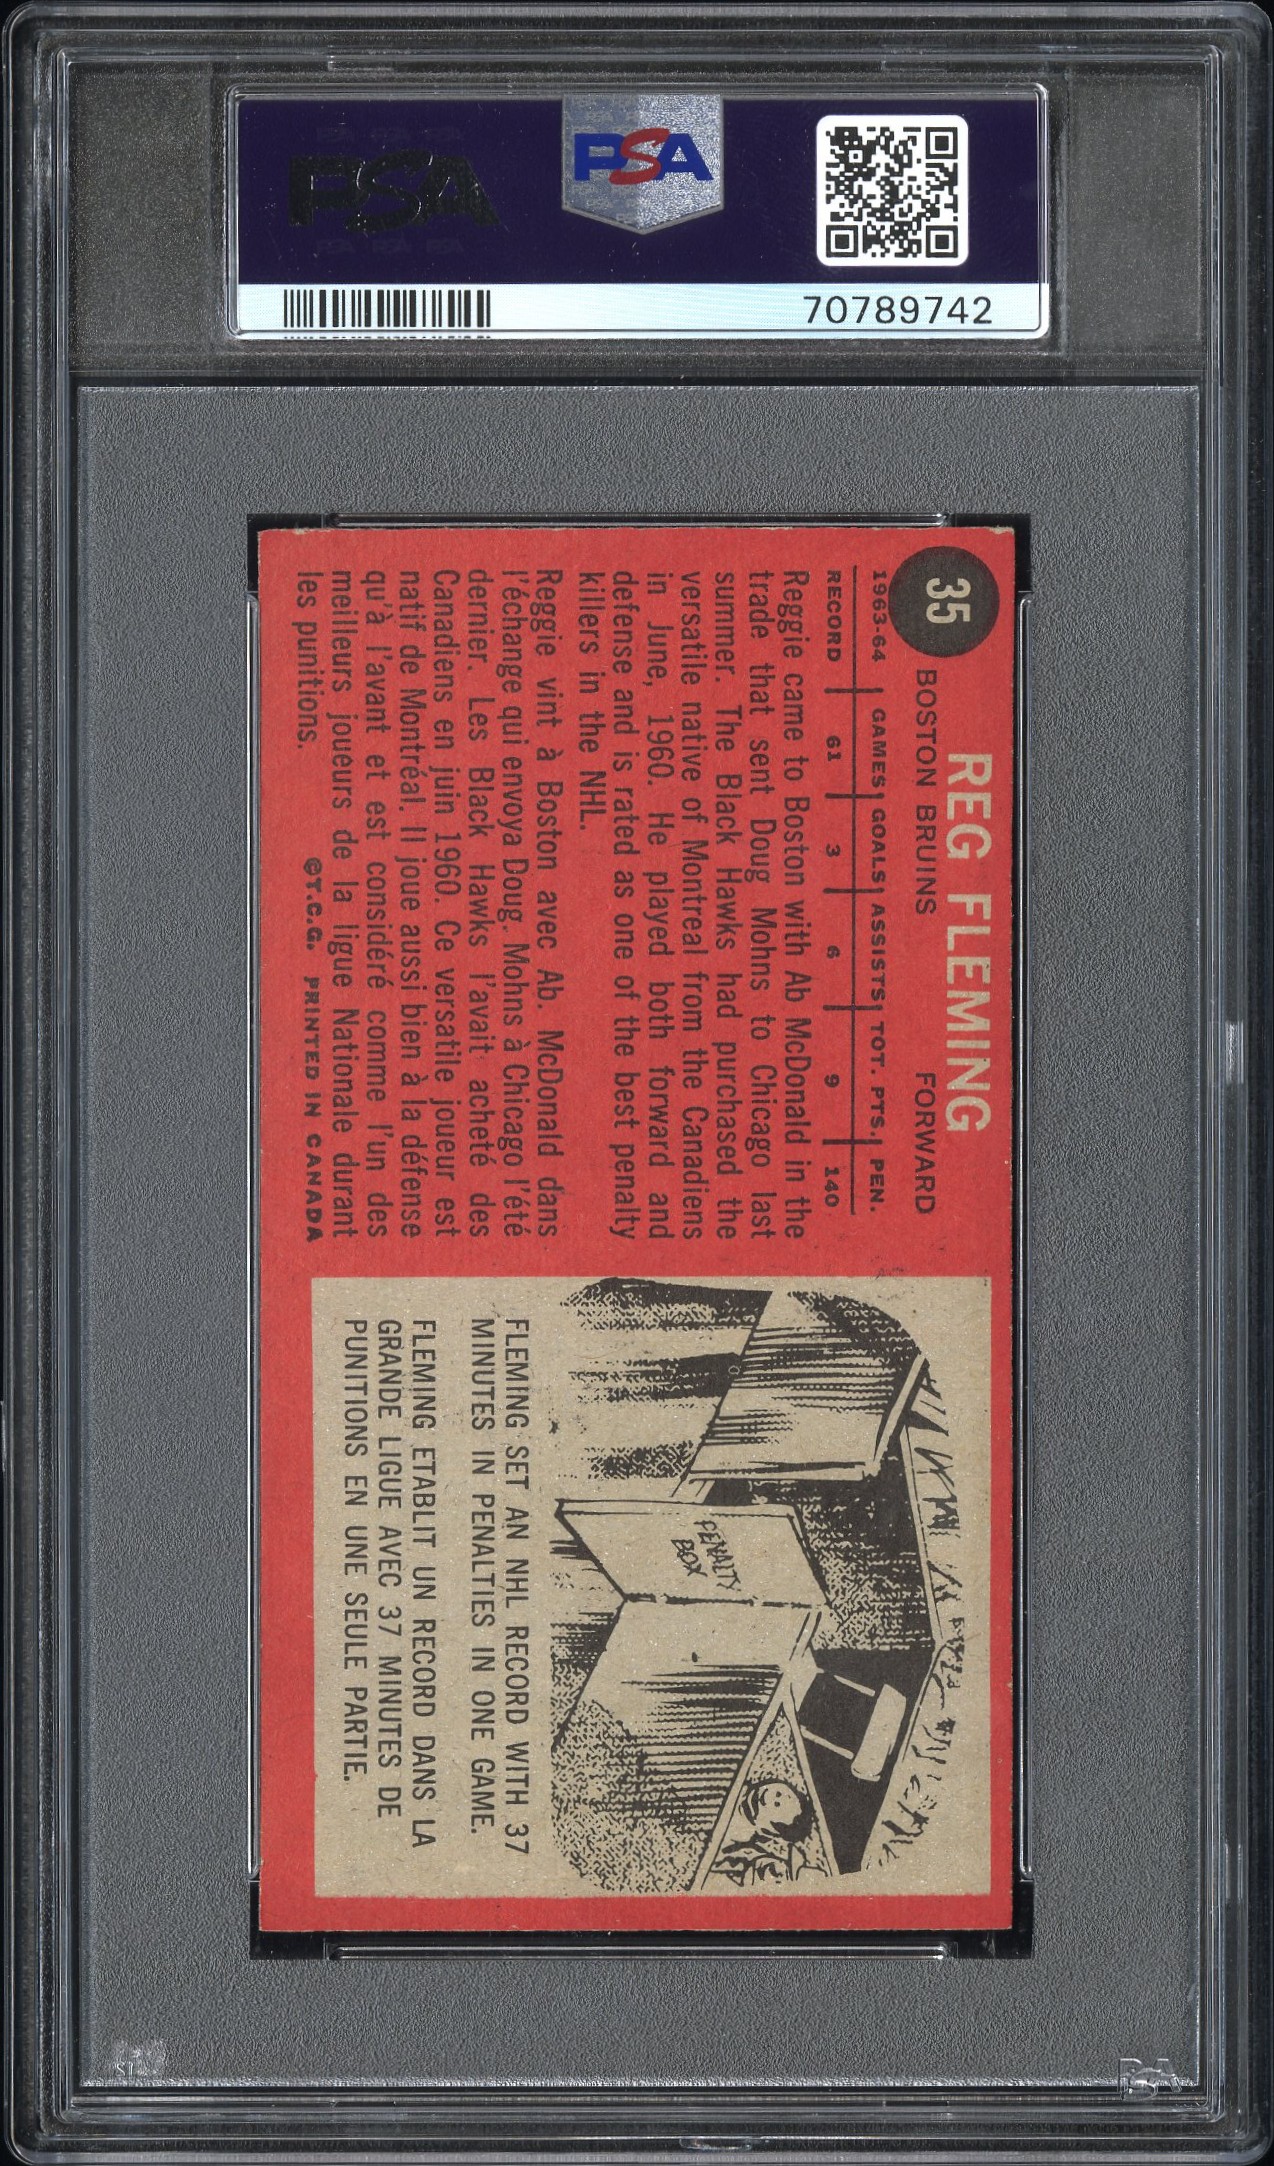 PSA
PSA
70789742
35
REG FLEMING
BOSTON BRUINS FORWARD
1963-64 GAMES GOALS ASSISTS TOT. PTS. PEN.
RECORD 61 3 6 9 140
Reggie came to Boston with Ab McDonald in the
trade that sent Doug Mohns to Chicago last
summer. The Black Hawks had purchased the
versatile native of Montreal from the Canadiens
in June, 1960. He played both forward and
defense and is rated as one of the best penalty
killers in the NHL.
Reggie vint à Boston avec Ab. McDonald dans
l'échange qui envoya Doug. Mohns à Chicago l'été
dernier. Les Black Hawks l'avait acheté des
Canadiens en juin 1960. Ce versatile joueur est
natif de Montréal. Il joue aussi bien à la défense
qu'à l'avant et est considéré comme l'un des
meilleurs joueurs de la ligue Nationale durant
les punitions.
©T.C.G. PRINTED IN CANADA
PENALTY
BOX
FLEMING SET AN NHL RECORD WITH 37
MINUTES IN PENALTIES IN ONE GAME.
FLEMING ETABLIT UN RECORD DANS LA
GRANDE LIGUE AVEC 37 MINUTES DE
PUNITIONS EN UNE SEULE PARTIE.
PSA